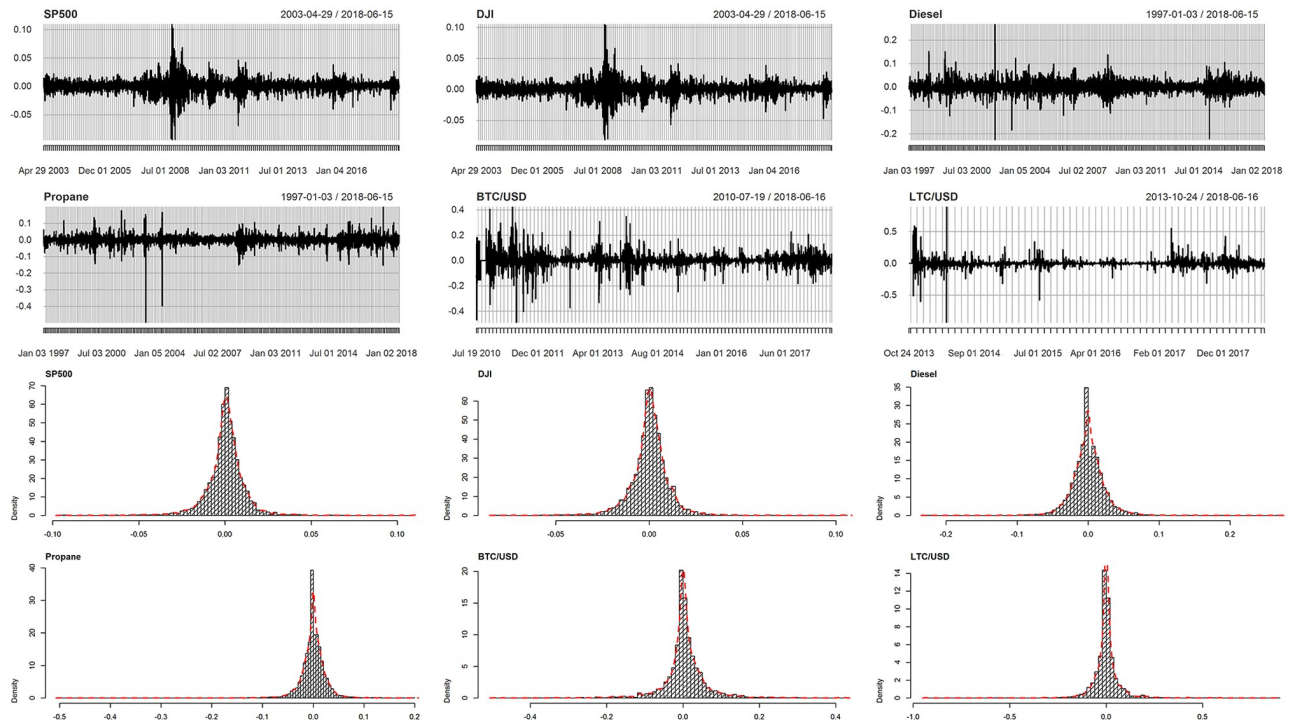 SP500 2003-04-29 / 2018-06-15
0.10
0.05
0.00
-0.05
Apr 29 2003 Dec 01 2005 Jul 01 2008 Jan 03 2011 Jul 01 2013 Jan 04 2016
DJI 2003-04-29 / 2018-06-15
0.10
0.05
0.00
-0.05
Apr 29 2003 Dec 01 2005 Jul 01 2008 Jan 03 2011 Jul 01 2013 Jan 04 2016
Diesel 1997-01-03 / 2018-06-15
0.2
0.1
0.0
-0.1
-0.2
Jan 03 1997 Jul 03 2000 Jan 05 2004 Jul 02 2007 Jan 03 2011 Jul 01 2014 Jan 02 2018
Propane 1997-01-03 / 2018-06-15
0.1
0.0
-0.1
-0.2
-0.3
-0.4
Jan 03 1997 Jul 03 2000 Jan 05 2004 Jul 02 2007 Jan 03 2011 Jul 01 2014 Jan 02 2018
BTC/USD 2010-07-19 / 2018-06-16
0.4
0.2
0.0
-0.2
-0.4
Jul 19 2010 Dec 01 2011 Apr 01 2013 Aug 01 2014 Jan 01 2016 Jun 01 2017
LTC/USD 2013-10-24 / 2018-06-16
0.5
0.0
-0.5
Oct 24 2013 Sep 01 2014 Jul 01 2015 Apr 01 2016 Feb 01 2017 Dec 01 2017
SP500
Density
0 10 20 30 40 50 60 70
-0.10 -0.05 0.00 0.05 0.10
DJI
Density
0 10 20 30 40 50 60
-0.05 0.00 0.05 0.10
Diesel
Density
0 5 10 15 20 25 30 35
-0.2 -0.1 0.0 0.1 0.2
Propane
Density
0 10 20 30 40
-0.5 -0.4 -0.3 -0.2 -0.1 0.0 0.1 0.2
BTC/USD
Density
0 5 10 15 20
-0.4 -0.2 0.0 0.2 0.4
LTC/USD
Density
0 2 4 6 8 10 12 14
-1.0 -0.5 0.0 0.5